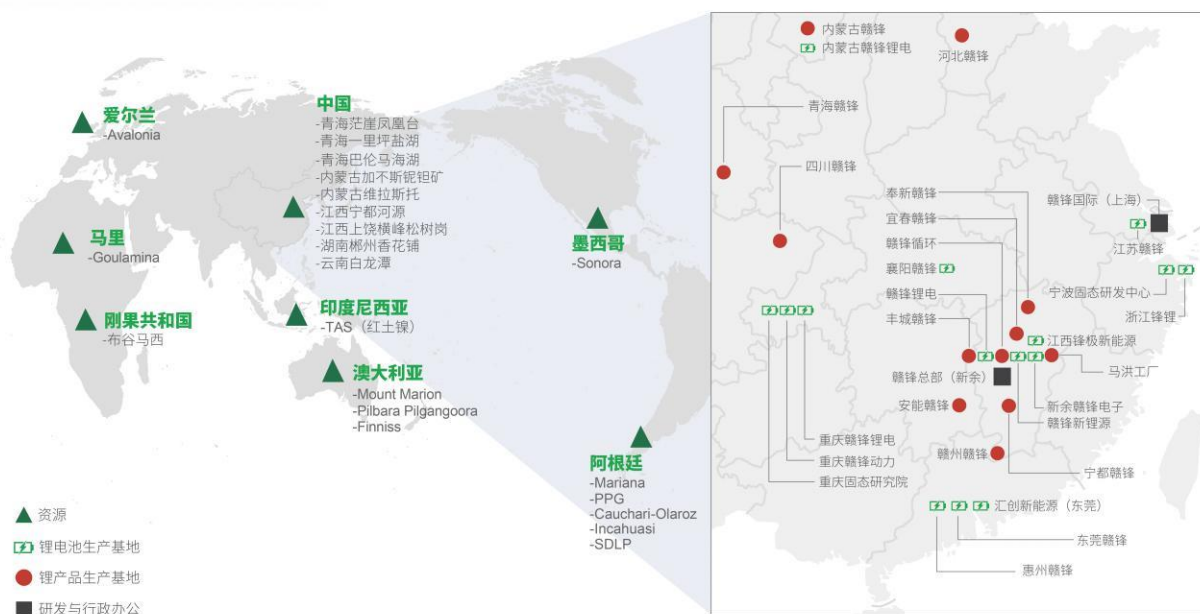 爱尔兰
-Avalonia
马里
-Goulamina
刚果共和国
-布谷马西
中国
-青海茫崖凤凰台
-青海一里坪盐湖
-青海巴伦马海湖
-内蒙古加不斯铌钽矿
-内蒙古维拉斯托
-江西宁都河源
-江西上饶横峰松树岗
-湖南郴州香花铺
-云南白龙潭
印度尼西亚
-TAS（红土镍）
澳大利亚
-Mount Marion
-Pilbara Pilgangoora
-Finniss
墨西哥
-Sonora
阿根廷
-Mariana
-PPG
-Cauchari-Olaroz
-Incahuasi
-SDLP
资源
锂电池生产基地
锂产品生产基地
研发与行政办公
内蒙古赣锋
内蒙古赣锋锂电
河北赣锋
青海赣锋
四川赣锋
奉新赣锋
宜春赣锋
赣锋循环
襄阳赣锋
赣锋锂电
丰城赣锋
赣锋国际（上海）
江苏赣锋
宁波固态研发中心
浙江锋锂
江西锋极新能源
马洪工厂
赣锋总部（新余）
安能赣锋
新余赣锋电子
赣锋新锂源
重庆赣锋锂电
重庆赣锋动力
重庆固态研究院
赣州赣锋
宁都赣锋
汇创新能源（东莞）
东莞赣锋
惠州赣锋